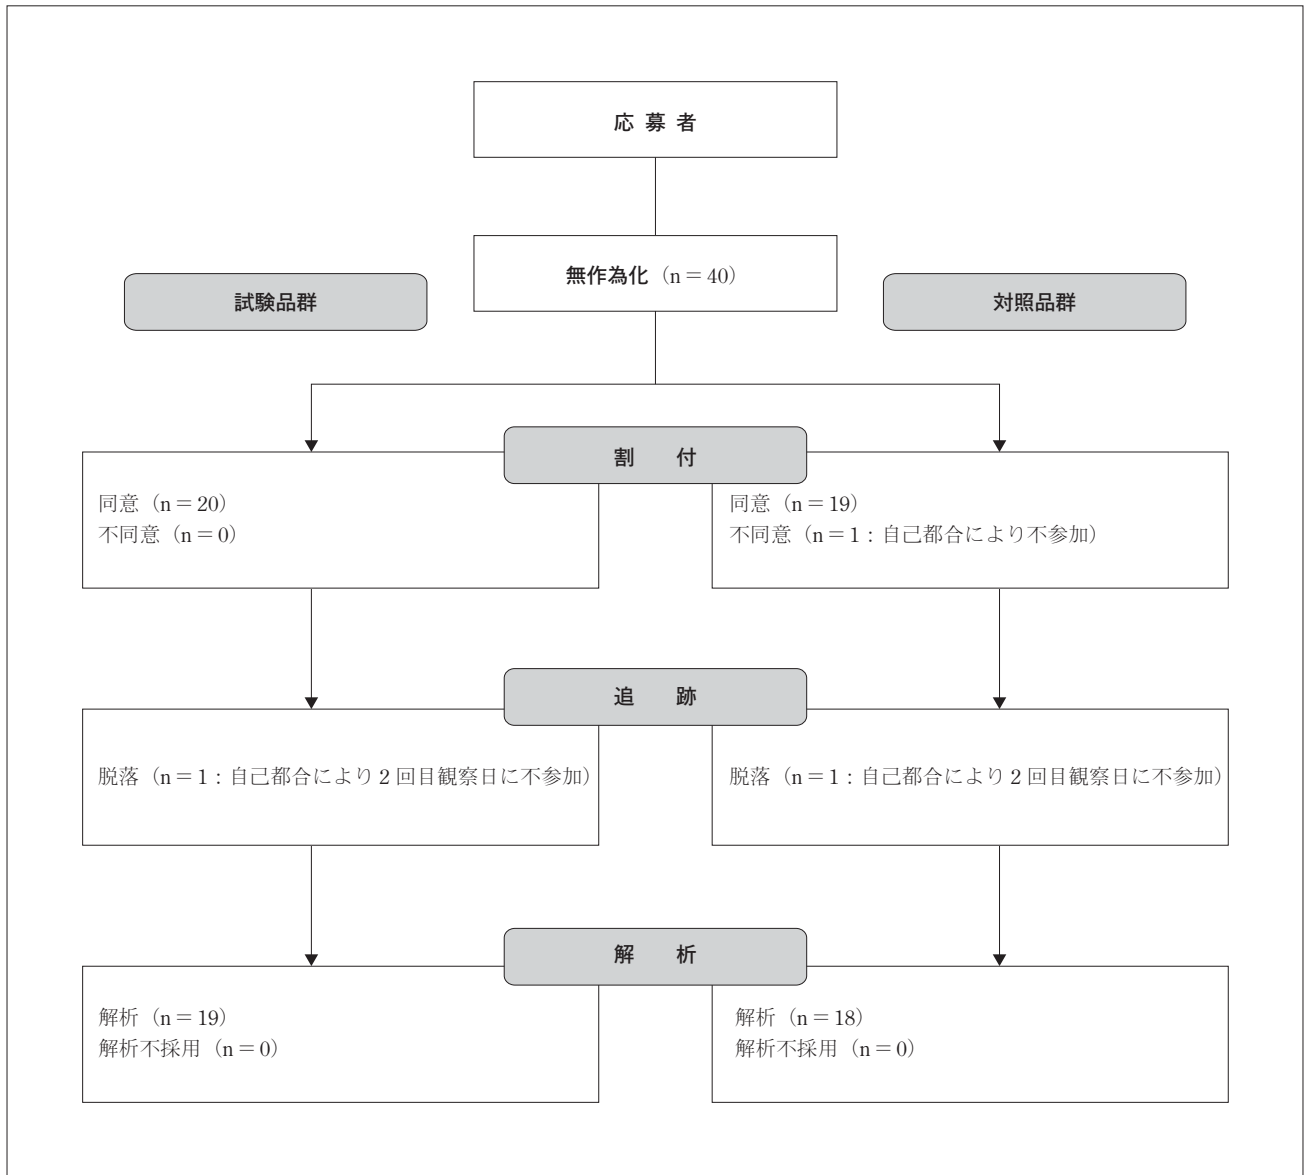 応 募 者
無作為化（n = 40）
試験品群
対照品群
割　　付
同意（n = 20）
不同意（n = 0）
同意（n = 19）
不同意（n = 1：自己都合により不参加）
追　　跡
脱落（n = 1：自己都合により 2 回目観察日に不参加）
脱落（n = 1：自己都合により 2 回目観察日に不参加）
解　　析
解析（n = 19）
解析不採用（n = 0）
解析（n = 18）
解析不採用（n = 0）